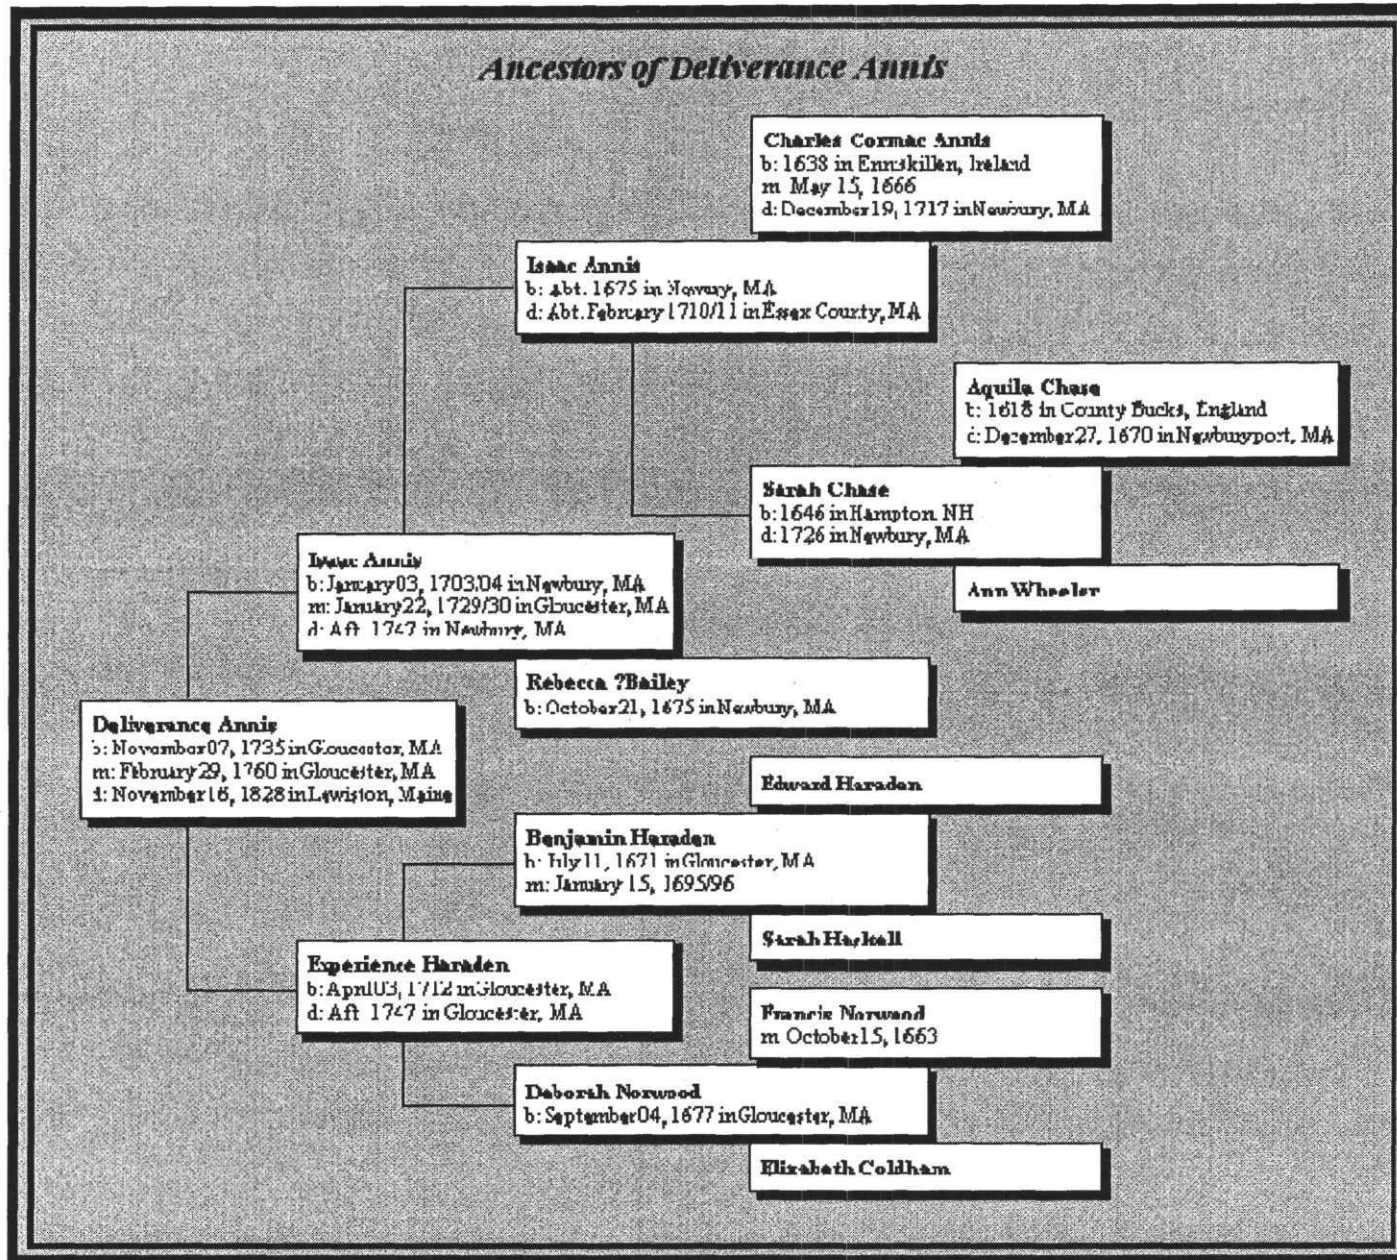 Ancestors of Deliverance Annis
Charles Cormac Annis
b: 1638 in Enniskillen, Ireland
m May 15, 1666
d: December 19, 1717 in Newbury, MA
Isaac Annis
b: Abt. 1675 in Newury, MA
d: Abt. February 1710/11 in Essex County, MA
Aquila Chase
b: 1618 in County Bucks, England
d: December 27, 1670 in Newburyport, MA
Sarah Chase
b: 1646 in Hampton, NH
d: 1726 in Newbury, MA
Isaac Annis
b: January 03, 1703/04 in Newbury, MA
m: January 22, 1729/30 in Gloucester, MA
d: Aft. 1747 in Newbury, MA
Ann Wheeler
Rebecca ?Bailey
b: October 21, 1675 in Newbury, MA
Deliverance Annis
b: November 07, 1735 in Gloucester, MA
m: February 29, 1760 in Gloucester, MA
d: November 16, 1828 in Lewiston, Maine
Edward Haraden
Benjamin Haraden
b: July 11, 1671 in Gloucester, MA
m: January 15, 1695/96
Sarah Haskell
Experience Haraden
b: April 03, 1712 in Gloucester, MA
d: Aft. 1747 in Gloucester, MA
Francis Norwood
m October 15, 1663
Deborah Norwood
b: September 04, 1677 in Gloucester, MA
Elizabeth Coldham